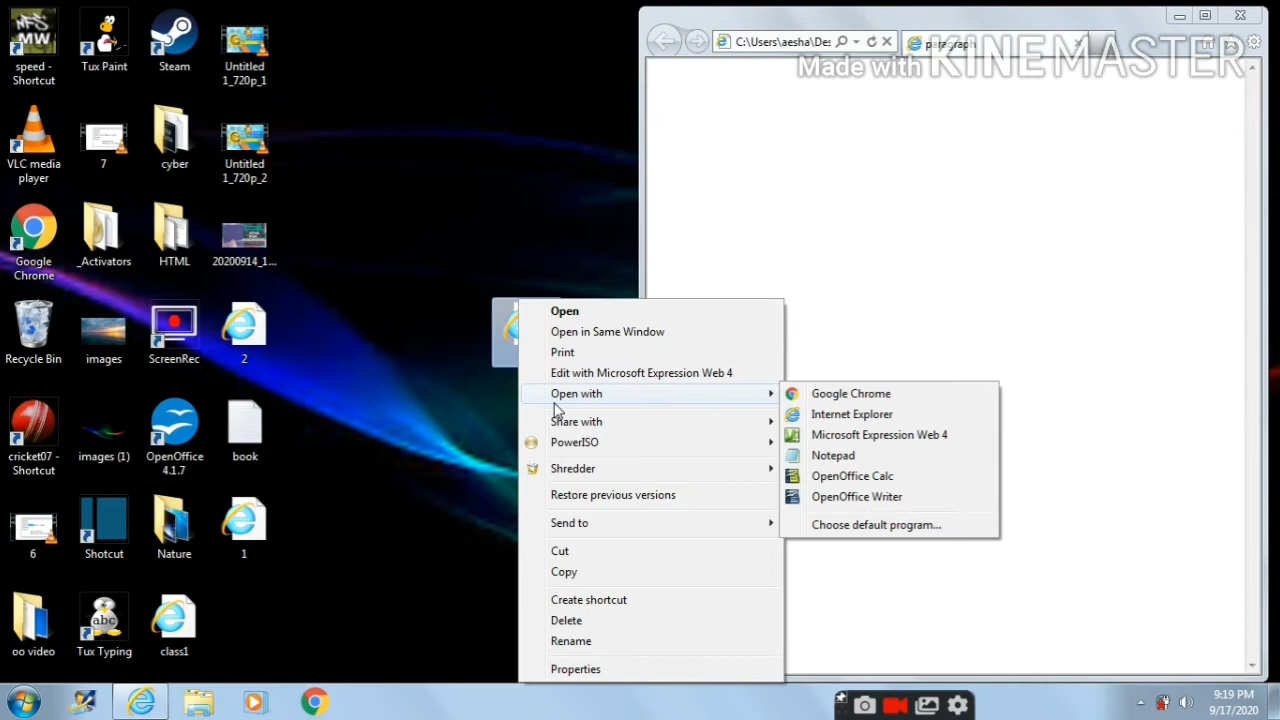 NFS
MW
speed -
Shortcut
Tux Paint
Steam
Untitled
1_720p_1
VLC media
player
7
cyber
Untitled
1_720p_2
Google
Chrome
_Activators
HTML
20200914_1...
Recycle Bin
images
ScreenRec
2
cricket07 -
Shortcut
images (1)
OpenOffice
4.1.7
book
6
Shotcut
Nature
1
oo video
abc
Tux Typing
class1
C:\Users\aesha\Des
paragraph
Made with KINEMASTER
Open
Open in Same Window
Print
Edit with Microsoft Expression Web 4
Open with
Share with
PowerISO
Shredder
Restore previous versions
Send to
Cut
Copy
Create shortcut
Delete
Rename
Properties
Google Chrome
Internet Explorer
Microsoft Expression Web 4
Notepad
OpenOffice Calc
OpenOffice Writer
Choose default program...
9:19 PM
9/17/2020